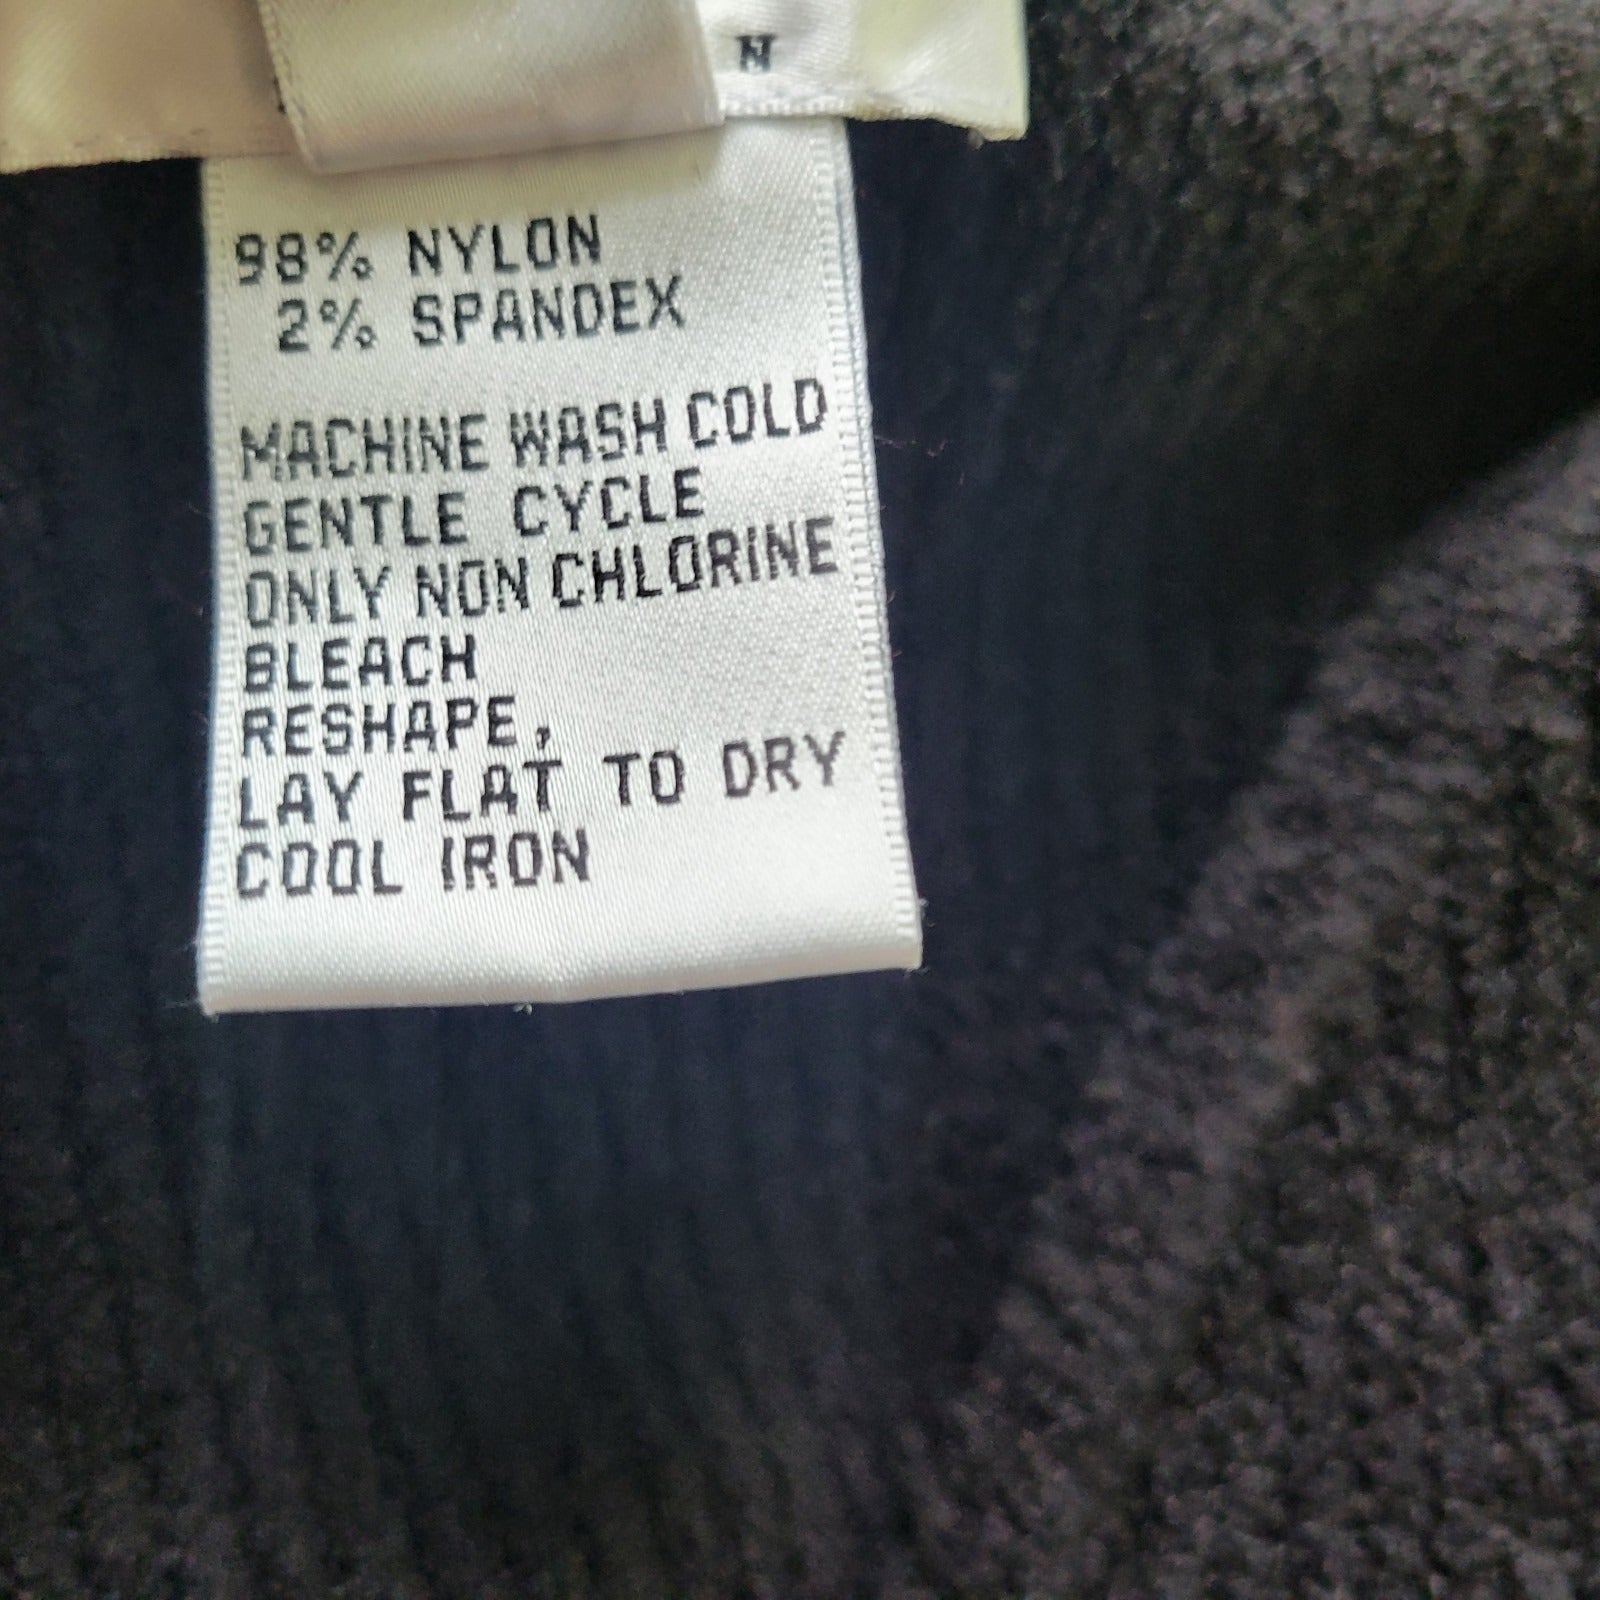 N
98% NYLON
2% SPANDEX
MACHINE WASH COLD
GENTLE CYCLE
ONLY NON CHLORINE
BLEACH
RESHAPE,
LAY FLAT TO DRY
COOL IRON